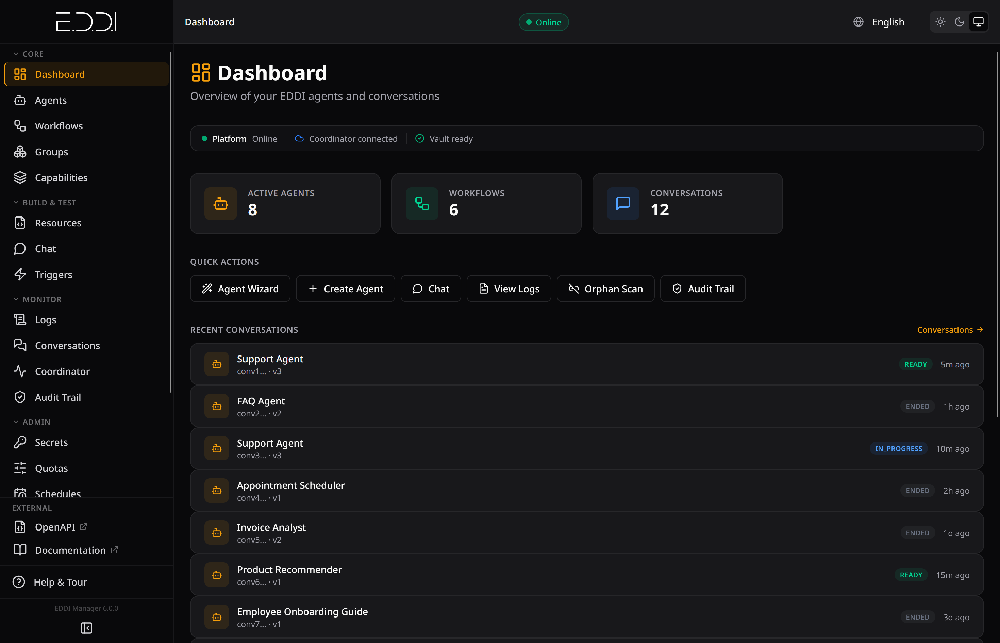 E.D.D.I
CORE
Dashboard
Agents
Workflows
Groups
Capabilities
BUILD & TEST
Resources
Chat
Triggers
MONITOR
Logs
Conversations
Coordinator
Audit Trail
ADMIN
Secrets
Quotas
Schedules
EXTERNAL
OpenAPI
Documentation
Help & Tour
EDDI Manager 6.0.0
Dashboard
Online
English
Dashboard
Overview of your EDDI agents and conversations
Platform Online
Coordinator connected
Vault ready
ACTIVE AGENTS
8
WORKFLOWS
6
CONVERSATIONS
12
QUICK ACTIONS
Agent Wizard
Create Agent
Chat
View Logs
Orphan Scan
Audit Trail
RECENT CONVERSATIONS
Conversations →
Support Agent
conv1... · v3
READY 5m ago
FAQ Agent
conv2... · v2
ENDED 1h ago
Support Agent
conv3... · v3
IN_PROGRESS 10m ago
Appointment Scheduler
conv4... · v1
ENDED 2h ago
Invoice Analyst
conv5... · v2
ENDED 1d ago
Product Recommender
conv6... · v1
READY 15m ago
Employee Onboarding Guide
conv7... · v1
ENDED 3d ago